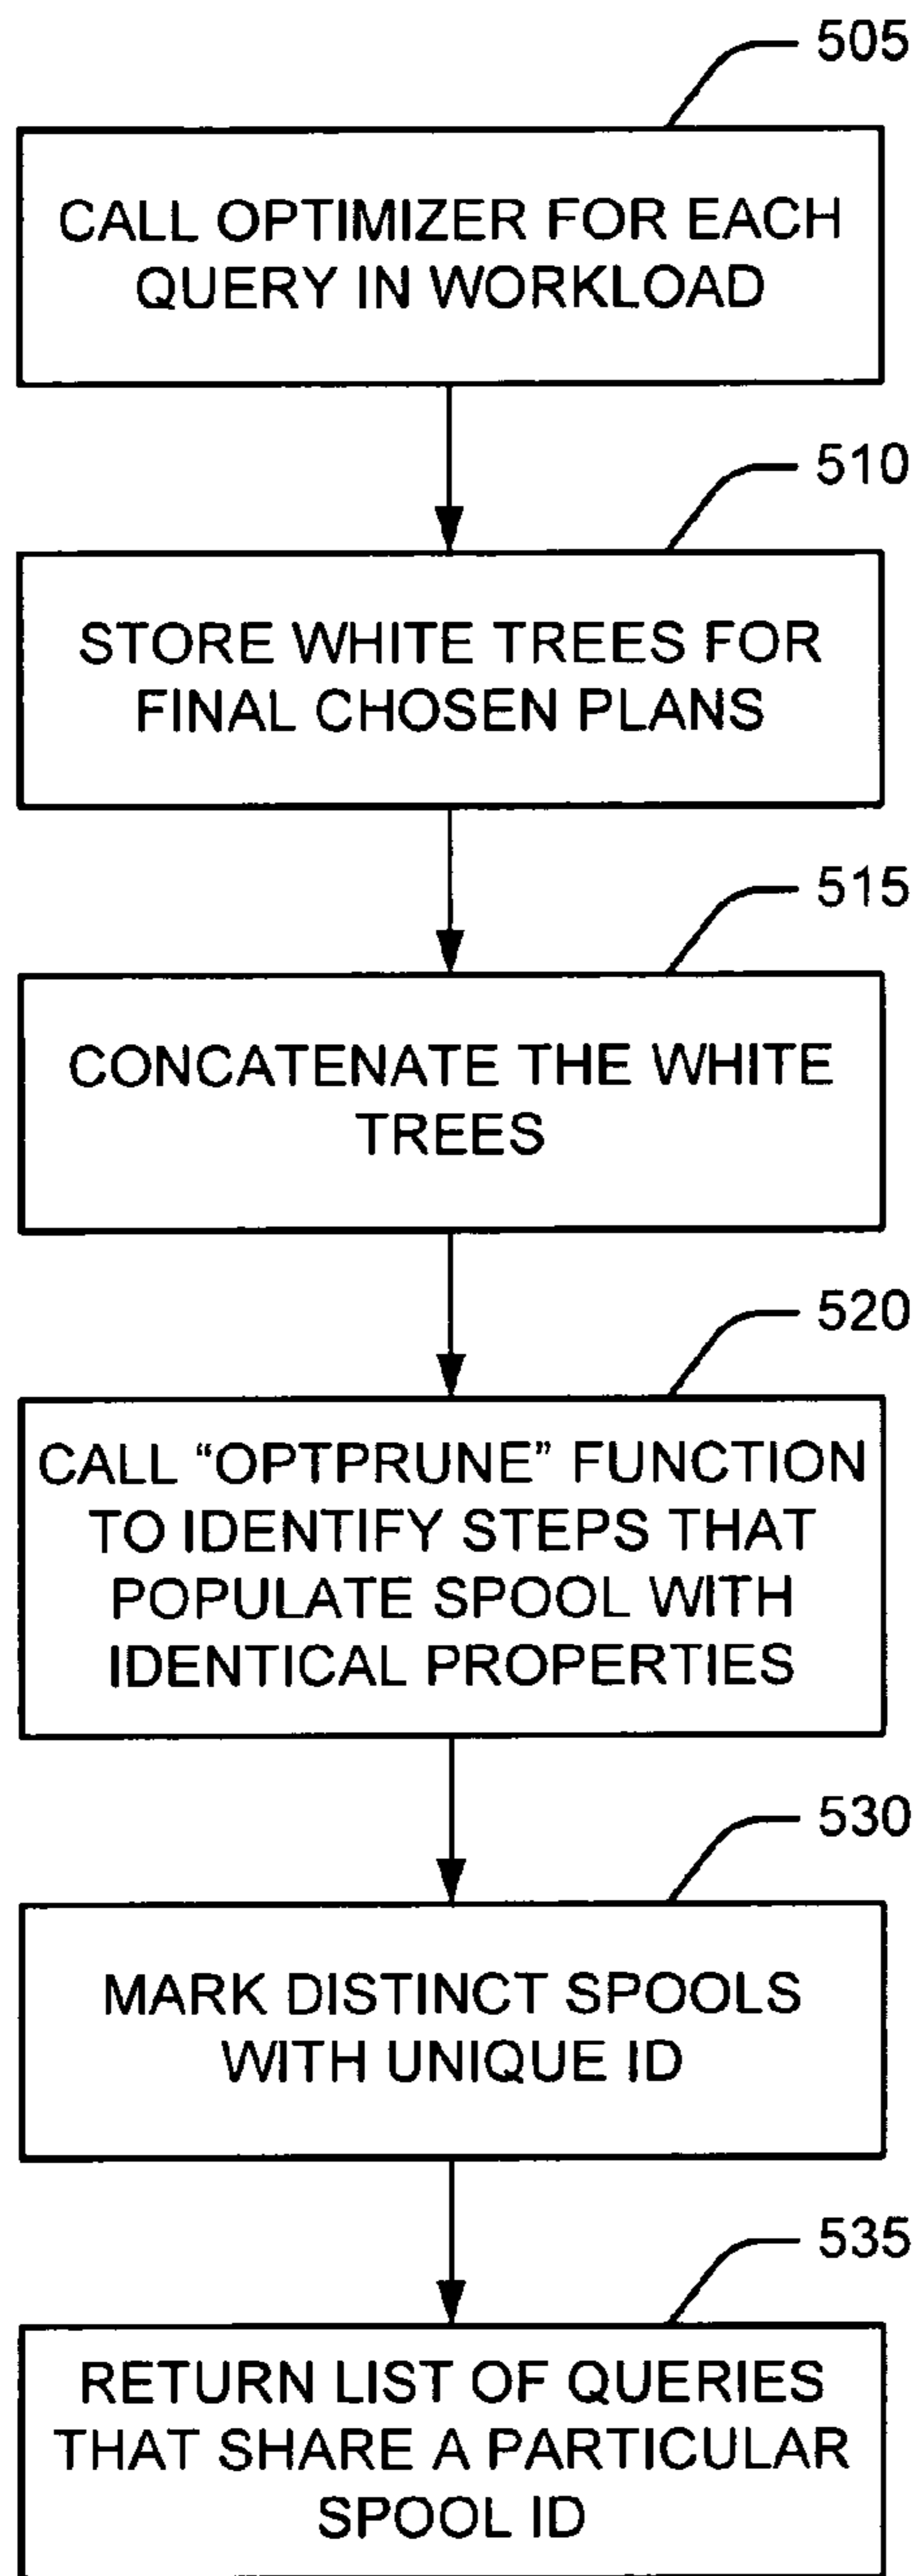 505
CALL OPTIMIZER FOR EACH
QUERY IN WORKLOAD
510
STORE WHITE TREES FOR
FINAL CHOSEN PLANS
515
CONCATENATE THE WHITE
TREES
520
CALL “OPTPRUNE” FUNCTION
TO IDENTIFY STEPS THAT
POPULATE SPOOL WITH
IDENTICAL PROPERTIES
530
MARK DISTINCT SPOOLS
WITH UNIQUE ID
535
RETURN LIST OF QUERIES
THAT SHARE A PARTICULAR
SPOOL ID